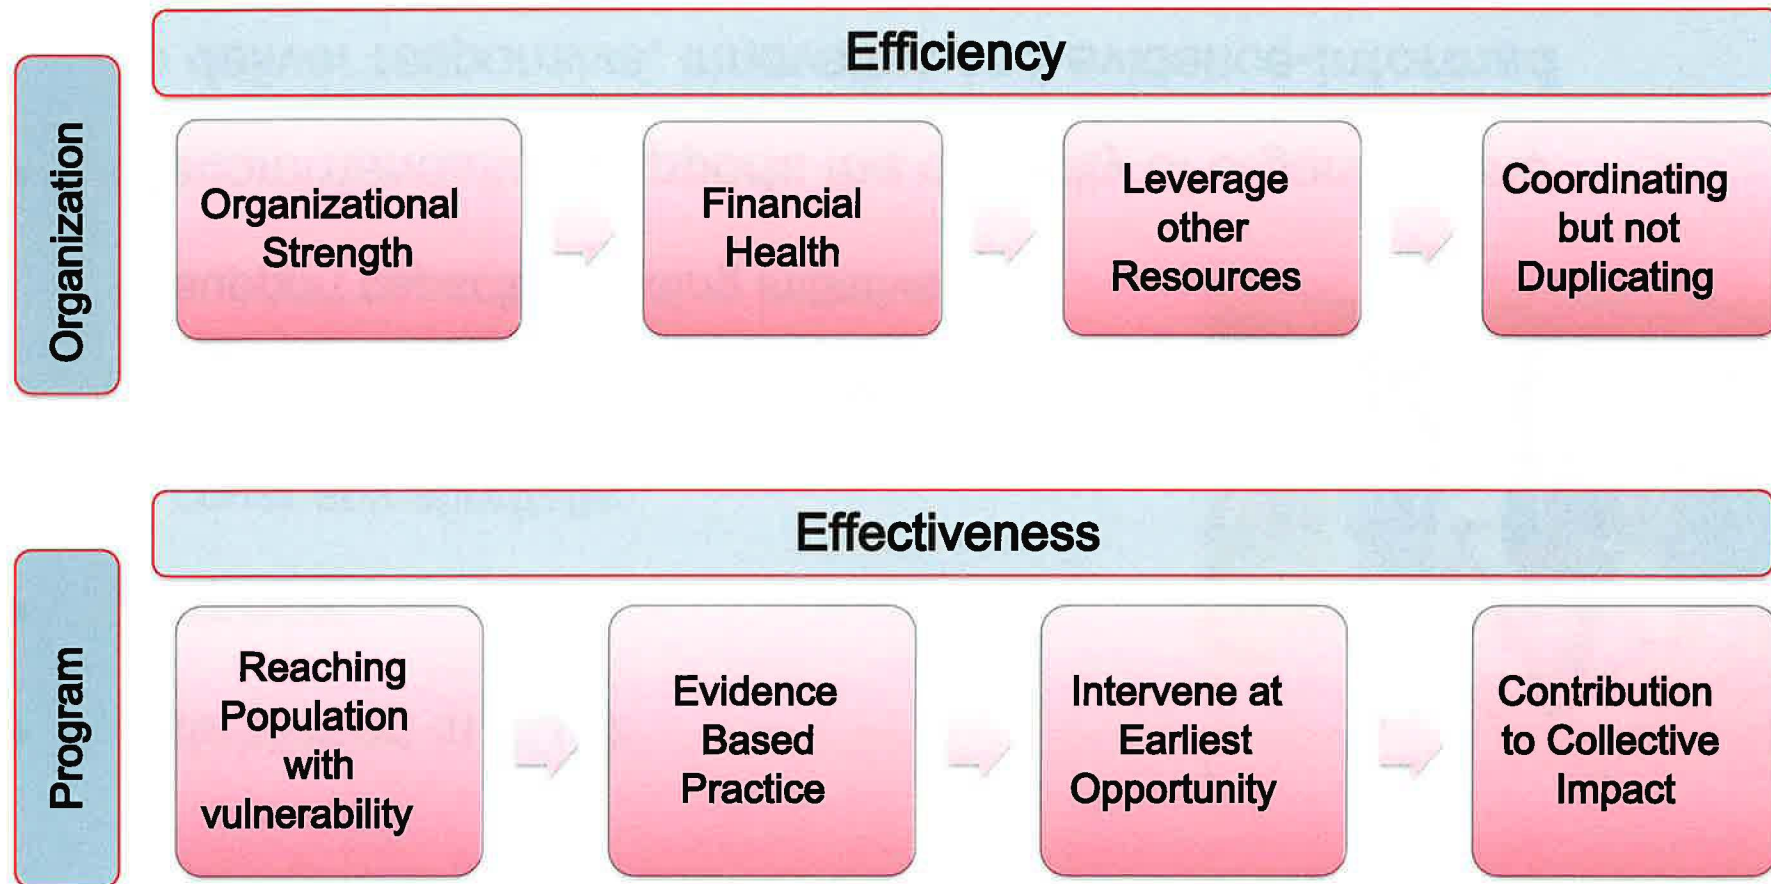 Efficiency
Organization
Organizational
Strength
Financial
Health
Leverage
other
Resources
Coordinating
but not
Duplicating
Effectiveness
Program
Reaching
Population
with
vulnerability
Evidence
Based
Practice
Intervene at
Earliest
Opportunity
Contribution
to Collective
Impact